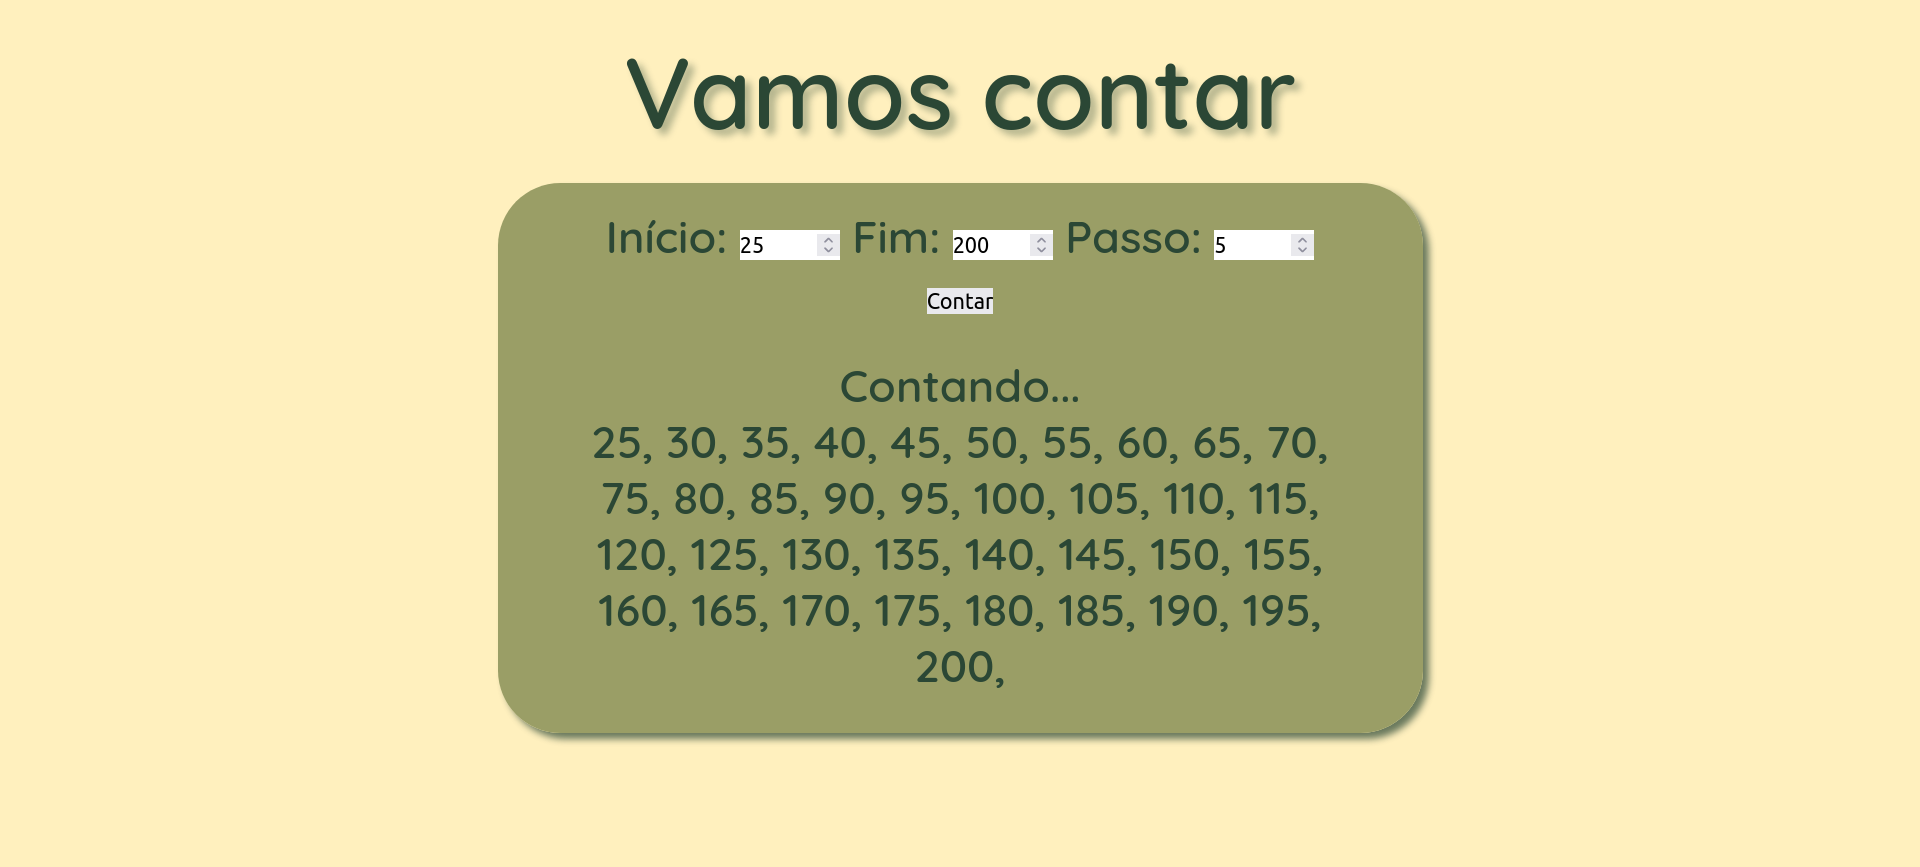 Vamos contar
Início: 25 Fim: 200 Passo: 5
Contar
Contando...
25, 30, 35, 40, 45, 50, 55, 60, 65, 70,
75, 80, 85, 90, 95, 100, 105, 110, 115,
120, 125, 130, 135, 140, 145, 150, 155,
160, 165, 170, 175, 180, 185, 190, 195,
200,